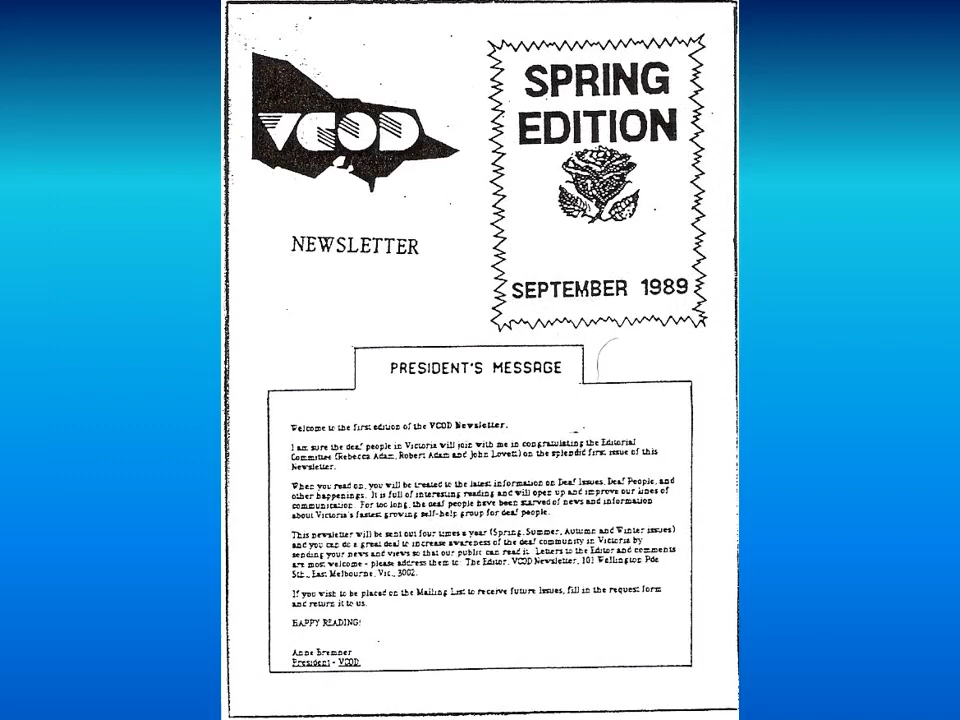 VCOD
NEWSLETTER
SPRING
EDITION
SEPTEMBER 1989
PRESIDENT'S MESSAGE
Welcome to the first edition of the VCOD Newsletter.
I am sure the deaf people in Victoria will join with me in congratulating the Editorial
Committee (Rebecca Adam, Robert Adam and John Lovett) on the splendid first issue of this
Newsletter.
When you read on, you will be treated to the latest information on Deaf Issues, Deaf People, and
other happenings. It is full of interesting reading and will open up and improve our lines of
communication. For too long, the deaf people have been starved of news and information
about Victoria's fastest growing self-help group for deaf people.
This newsletter will be sent out four times a year (Spring, Summer, Autumn and Winter issues)
and you can do a great deal to increase awareness of the deaf community in Victoria by
sending your news and views so that our public can read it. Letters to the Editor and comments
are most welcome - please address them to: The Editor, VCOD Newsletter, 101 Wellington Pde
Sth., East Melbourne, Vic., 3002.
If you wish to be placed on the Mailing List to receive future issues, fill in the request form
and return it to us.
HAPPY READING!
Anne Bremner
President - VCOD.